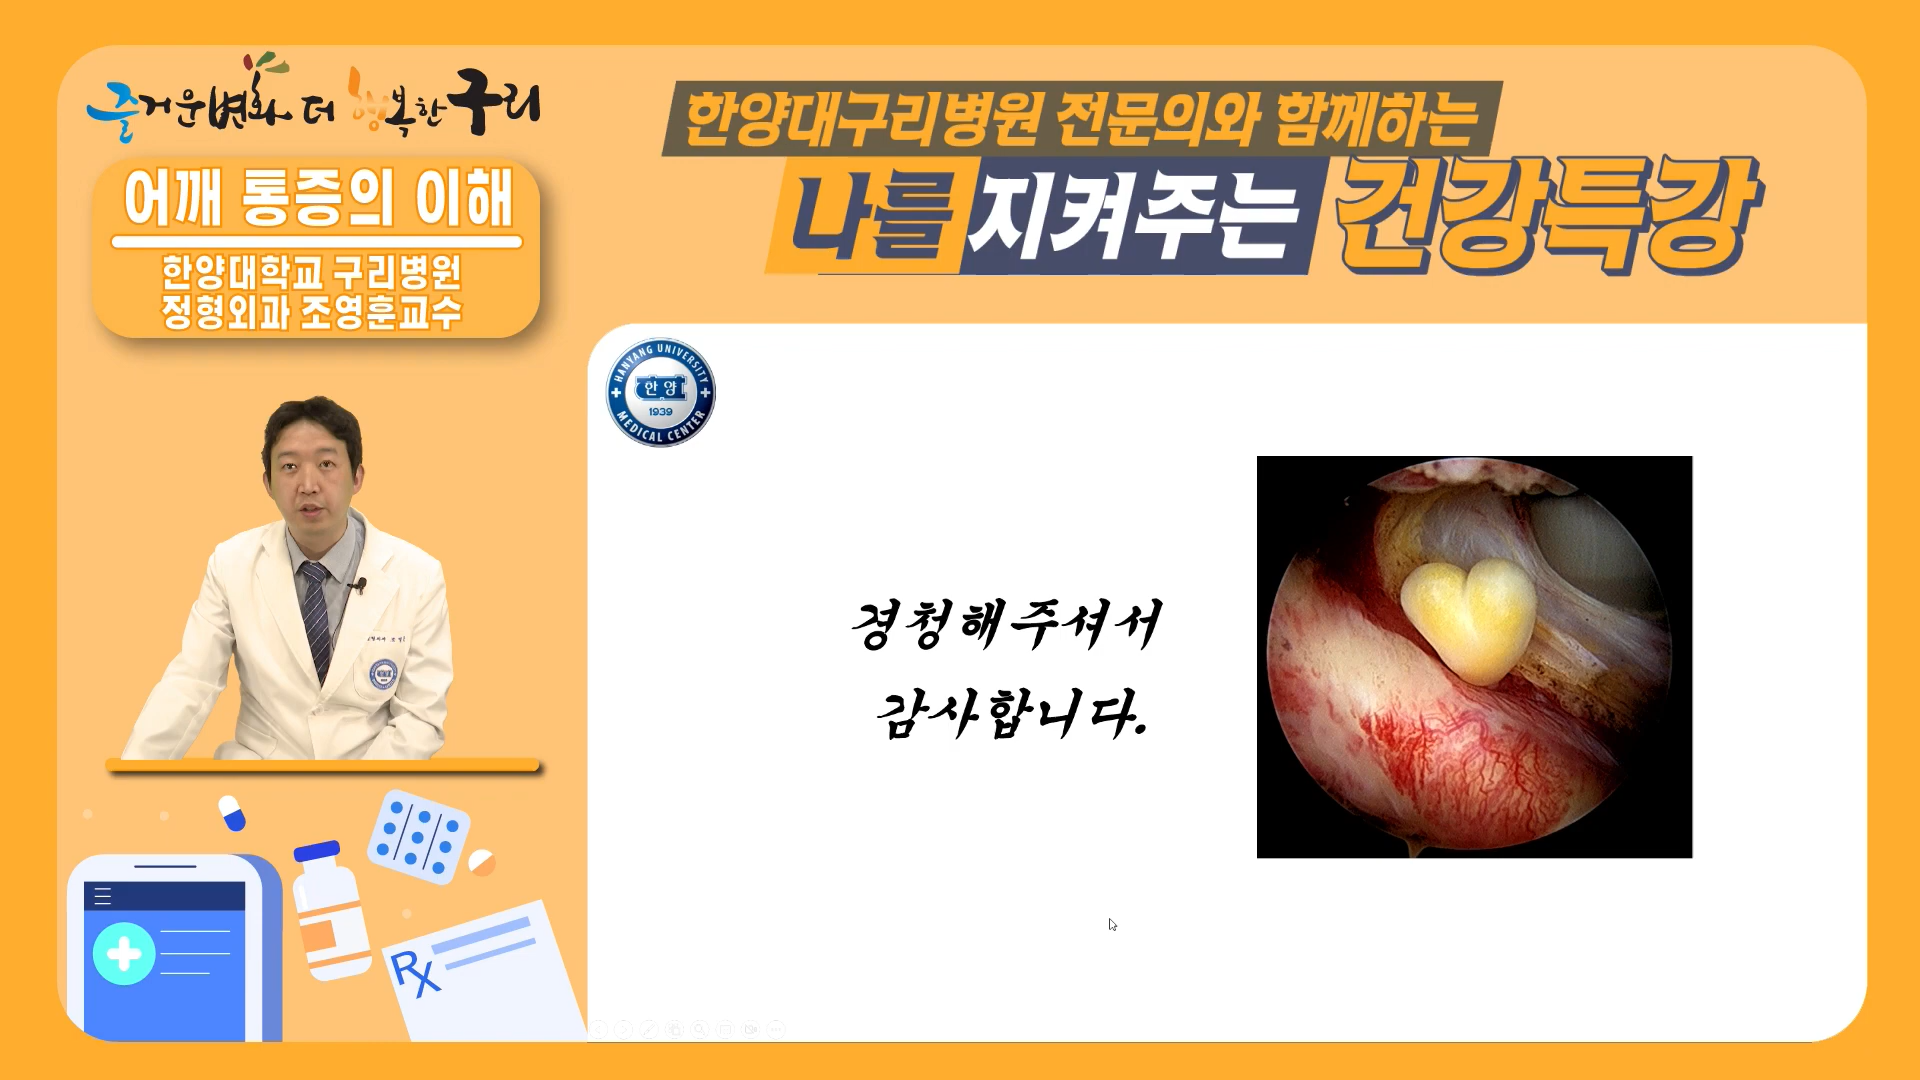 즐거운변화 더 행복한구리
어깨 통증의 이해
한양대학교 구리병원
정형외과 조영훈교수
한양대구리병원 전문의와 함께하는
나를 지켜주는 건강특강
HANYANG UNIVERSITY
한양
1939
MEDICAL CENTER
경청해주셔서
감사합니다.
Rx